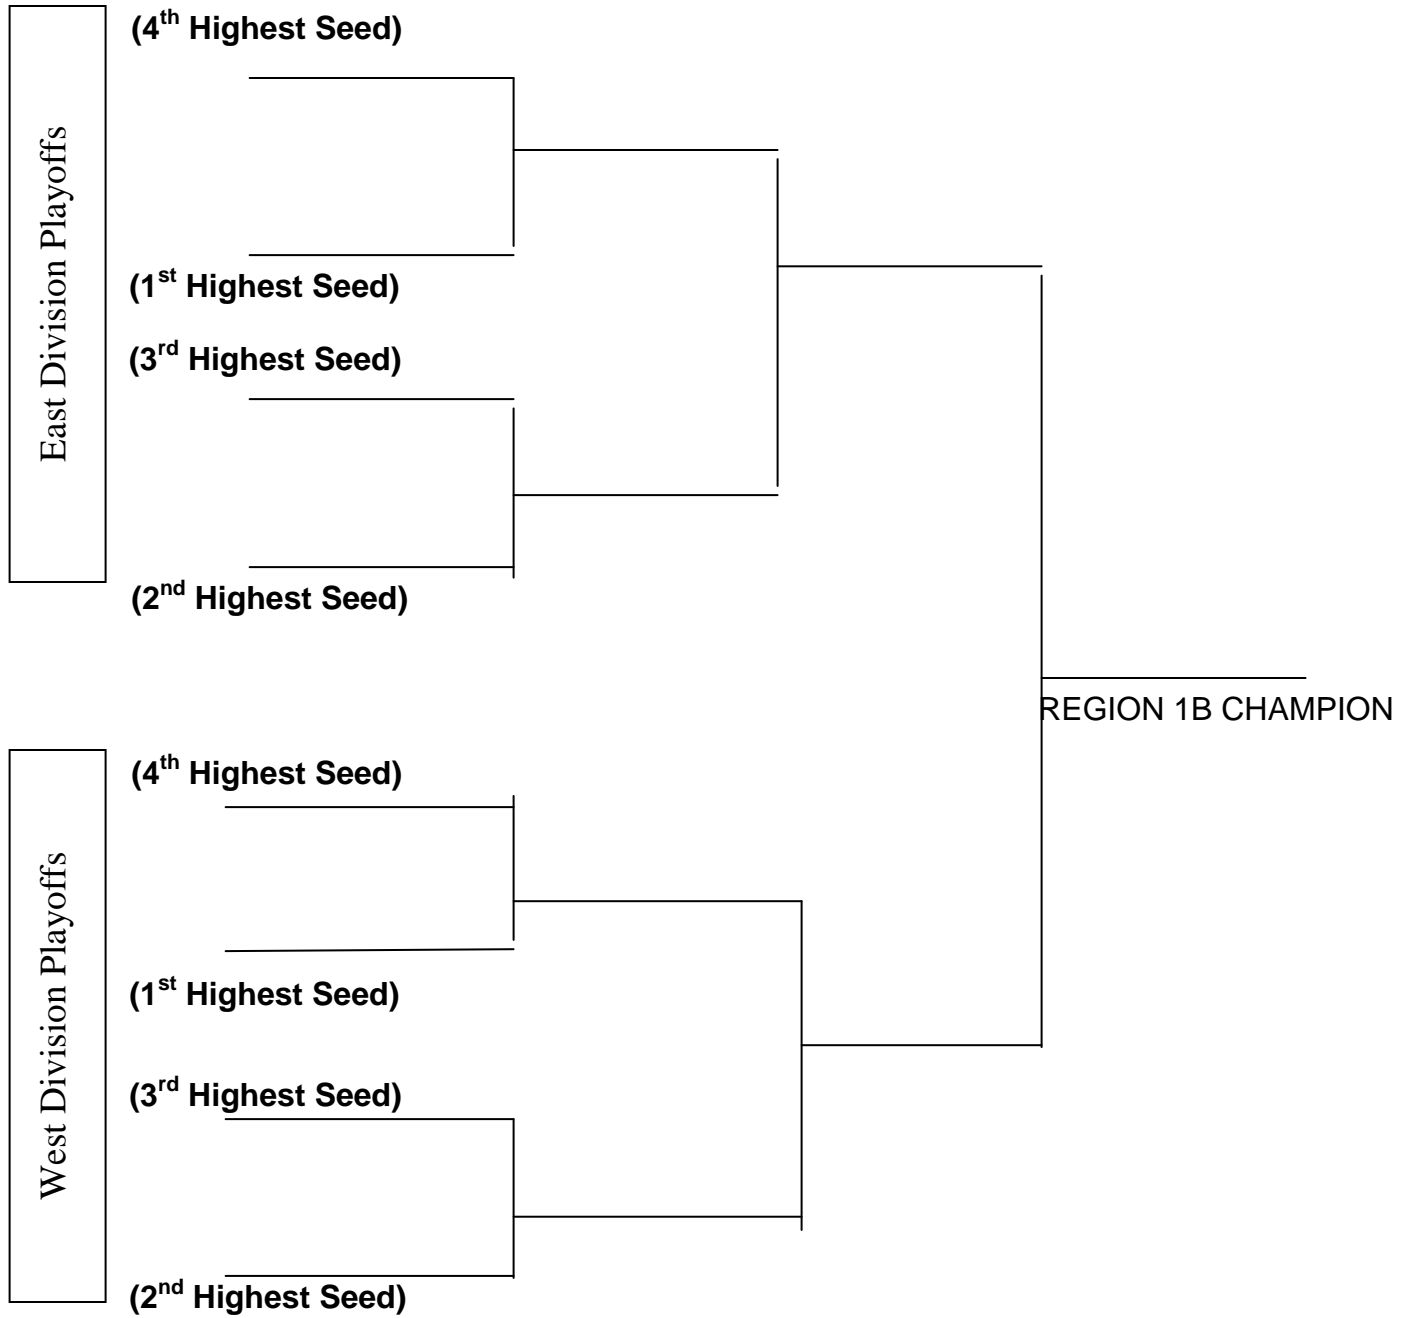 East Division Playoffs
(4th Highest Seed)
(1st Highest Seed)
(3rd Highest Seed)
(2nd Highest Seed)
REGION 1B CHAMPION
West Division Playoffs
(4th Highest Seed)
(1st Highest Seed)
(3rd Highest Seed)
(2nd Highest Seed)